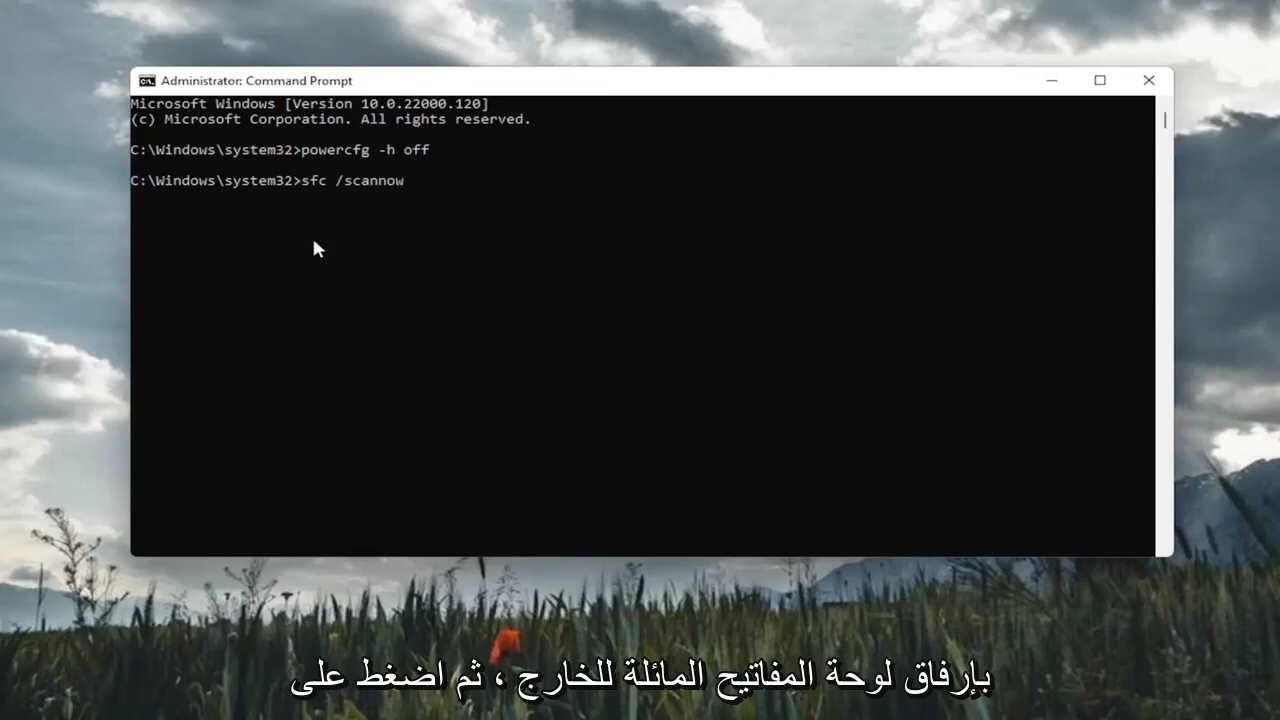 Administrator: Command Prompt
Microsoft Windows [Version 10.0.22000.120]
(c) Microsoft Corporation. All rights reserved.
C:\Windows\system32>powercfg -h off
C:\Windows\system32>sfc /scannow
بإرفاق لوحة المفاتيح المائلة للخارج ، ثم اضغط على